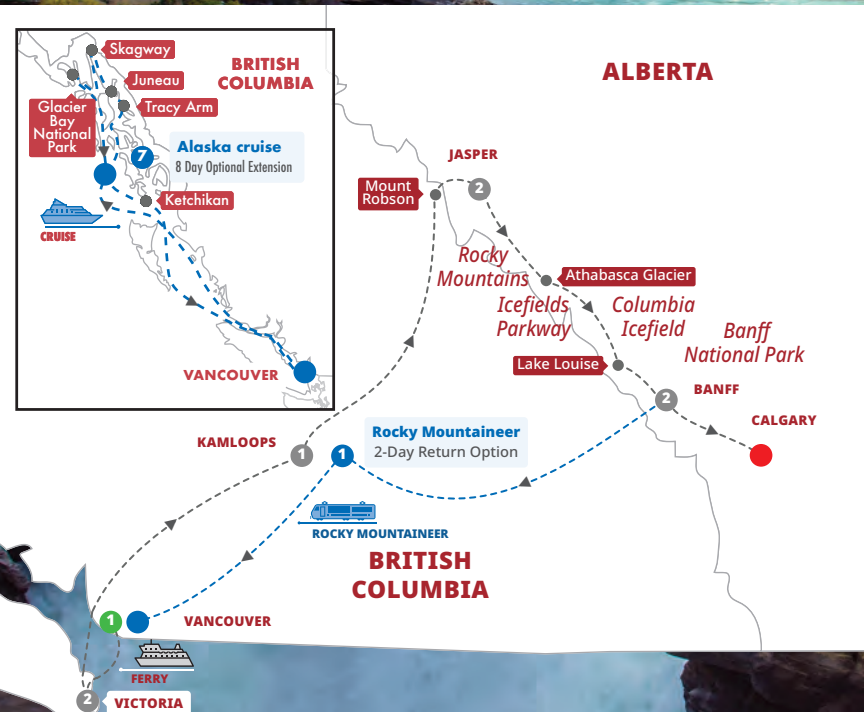 Skagway
BRITISH
COLUMBIA
Juneau
Tracy Arm
Glacier
Bay
National
Park
7
Alaska cruise
8 Day Optional Extension
Ketchikan
CRUISE
VANCOUVER
ALBERTA
JASPER
2
Mount
Robson
Rocky
Mountains
Athabasca Glacier
Icefields
Parkway
Columbia
Icefield
Banff
National Park
Lake Louise
2
BANFF
CALGARY
KAMLOOPS
1
1
Rocky Mountaineer
2-Day Return Option
ROCKY MOUNTAINEER
BRITISH
COLUMBIA
1
VANCOUVER
FERRY
2
VICTORIA